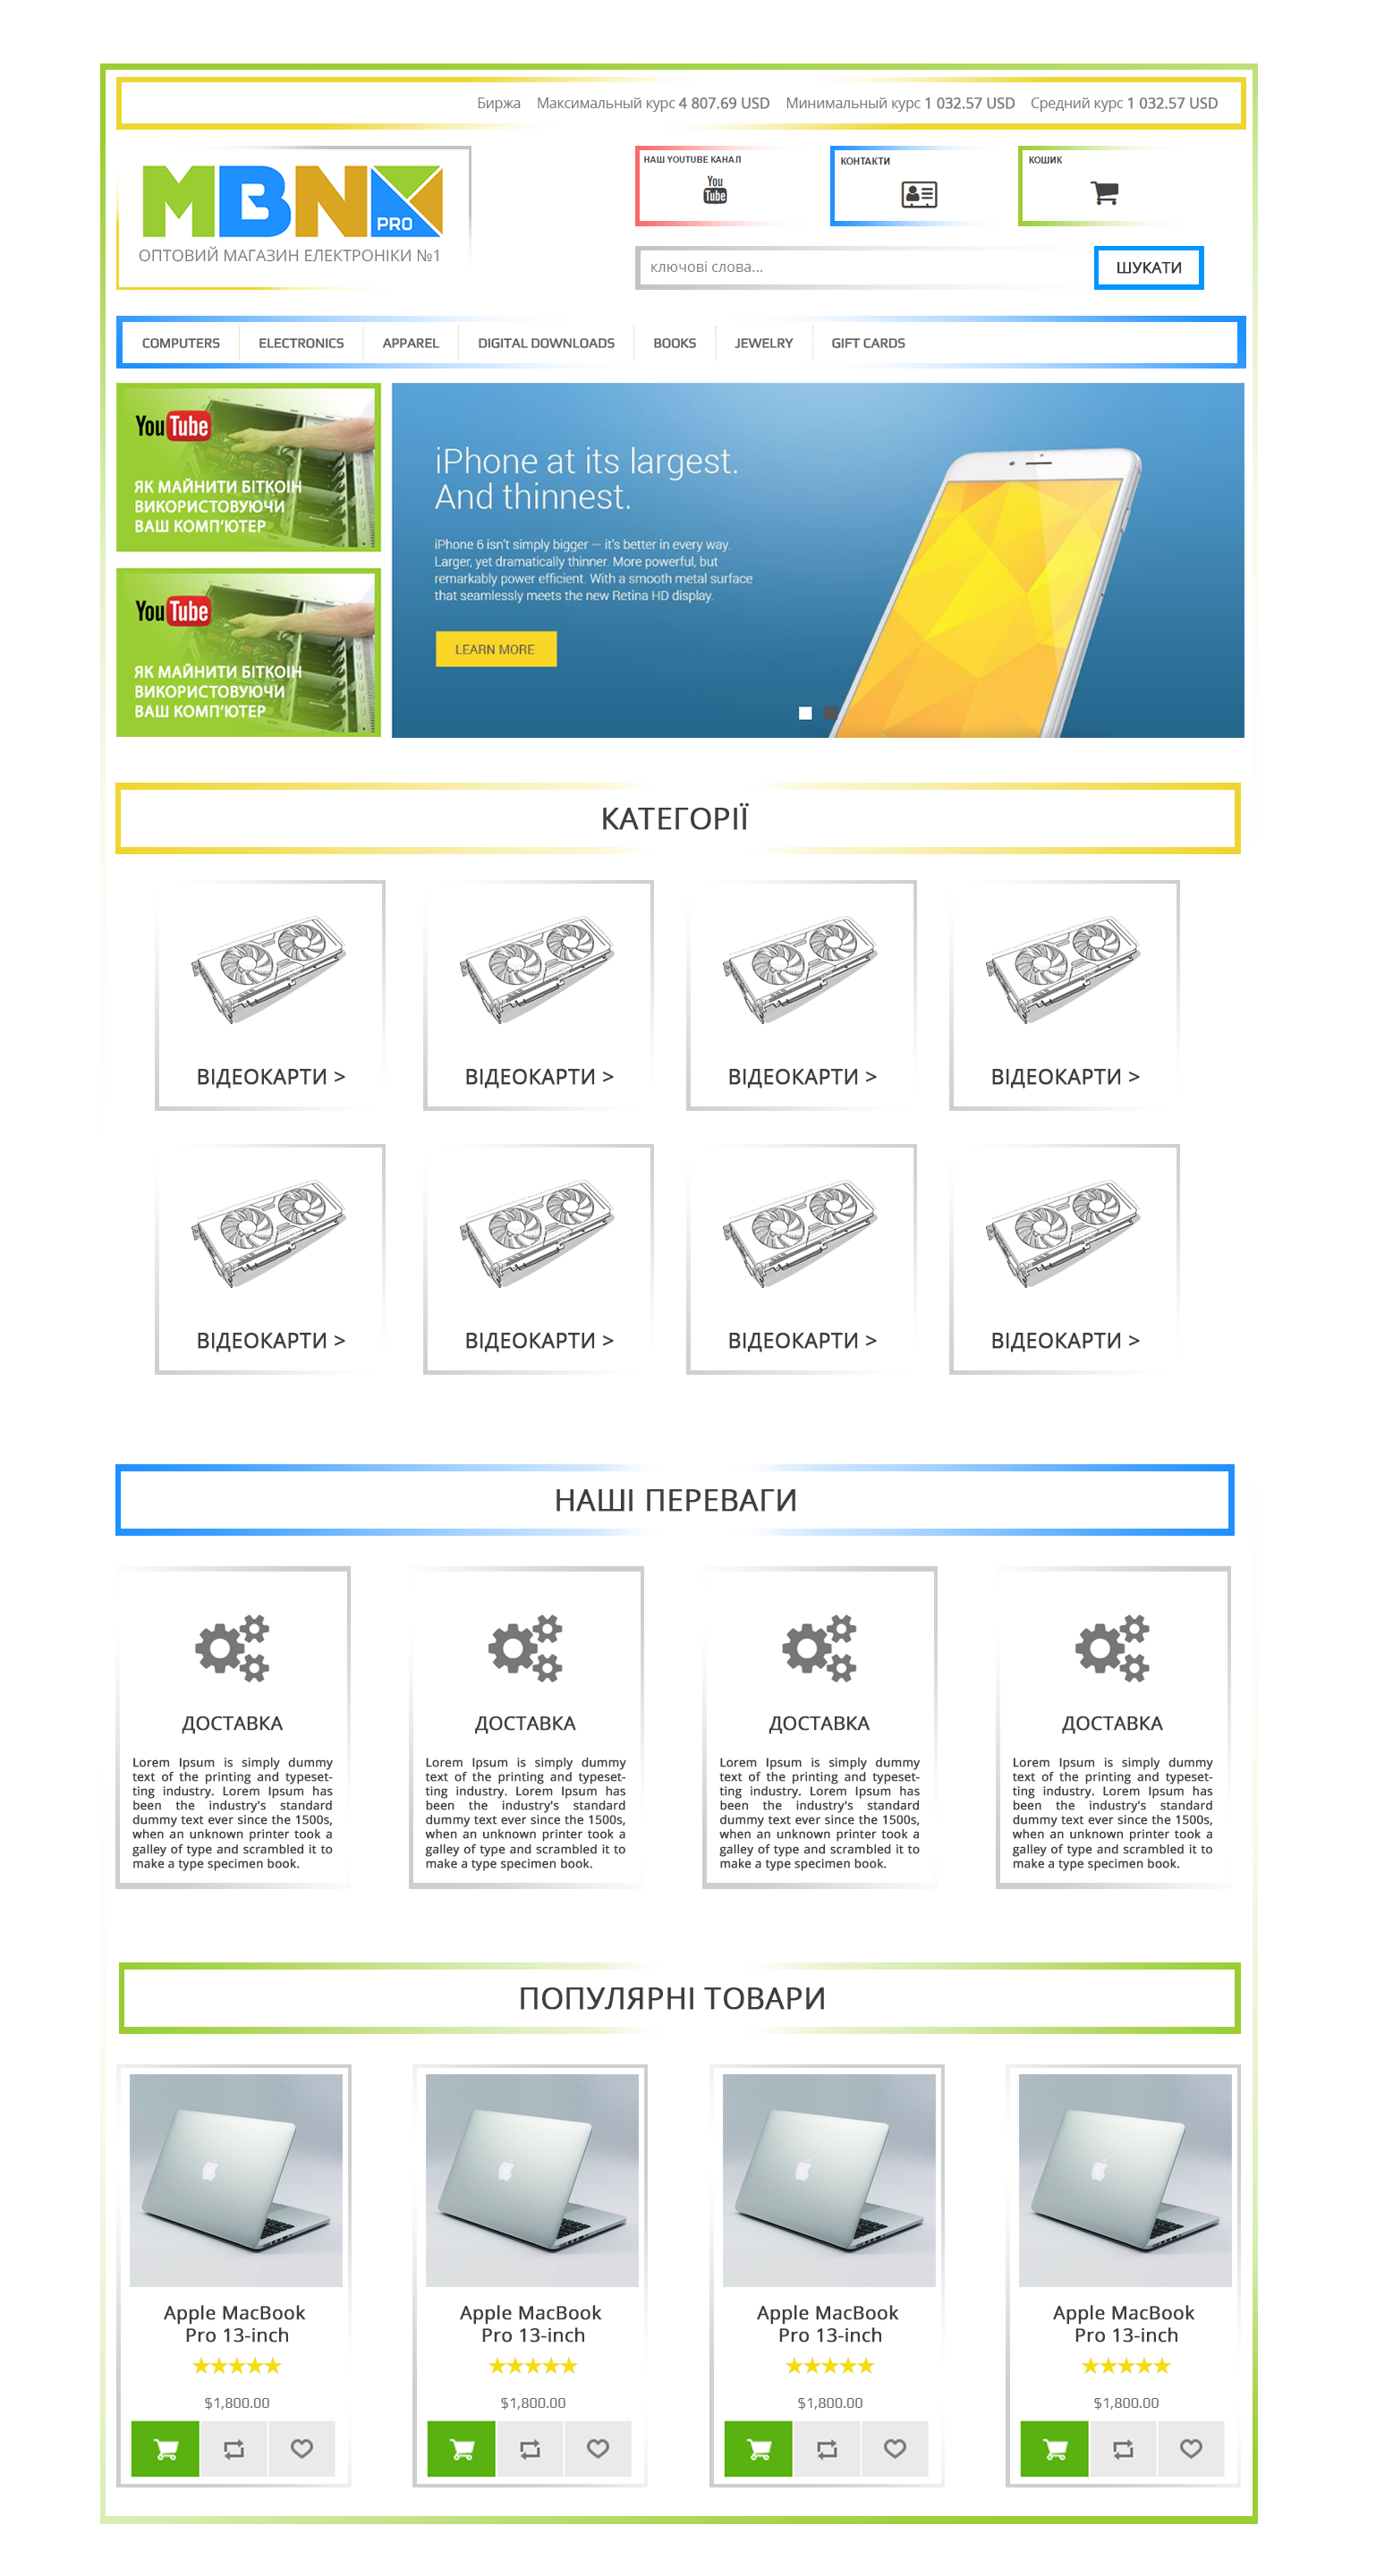 Биржа Максимальный курс 4 807.69 USD Минимальный курс 1 032.57 USD Средний курс 1 032.57 USD
MBN PRO
ОПТОВИЙ МАГАЗИН ЕЛЕКТРОНІКИ №1
НАШ YOUTUBE КАНАЛ
You
Tube
КОНТАКТИ
КОШИК
ключові слова...
ШУКАТИ
COMPUTERS ELECTRONICS APPAREL DIGITAL DOWNLOADS BOOKS JEWELRY GIFT CARDS
YouTube
ЯК МАЙНИТИ БІТКОІН
ВИКОРИСТОВУЮЧИ
ВАШ КОМП'ЮТЕР
YouTube
ЯК МАЙНИТИ БІТКОІН
ВИКОРИСТОВУЮЧИ
ВАШ КОМП'ЮТЕР
iPhone at its largest.
And thinnest.
iPhone 6 isn't simply bigger – it's better in every way.
Larger, yet dramatically thinner. More powerful, but
remarkably power efficient. With a smooth metal surface
that seamlessly meets the new Retina HD display.
LEARN MORE
КАТЕГОРІЇ
ВІДЕОКАРТИ > ВІДЕОКАРТИ > ВІДЕОКАРТИ > ВІДЕОКАРТИ >
ВІДЕОКАРТИ > ВІДЕОКАРТИ > ВІДЕОКАРТИ > ВІДЕОКАРТИ >
НАШІ ПЕРЕВАГИ
ДОСТАВКА
Lorem Ipsum is simply dummy
text of the printing and typeset-
ting industry. Lorem Ipsum has
been the industry's standard
dummy text ever since the 1500s,
when an unknown printer took a
galley of type and scrambled it to
make a type specimen book.
ДОСТАВКА
Lorem Ipsum is simply dummy
text of the printing and typeset-
ting industry. Lorem Ipsum has
been the industry's standard
dummy text ever since the 1500s,
when an unknown printer took a
galley of type and scrambled it to
make a type specimen book.
ДОСТАВКА
Lorem Ipsum is simply dummy
text of the printing and typeset-
ting industry. Lorem Ipsum has
been the industry's standard
dummy text ever since the 1500s,
when an unknown printer took a
galley of type and scrambled it to
make a type specimen book.
ДОСТАВКА
Lorem Ipsum is simply dummy
text of the printing and typeset-
ting industry. Lorem Ipsum has
been the industry's standard
dummy text ever since the 1500s,
when an unknown printer took a
galley of type and scrambled it to
make a type specimen book.
ПОПУЛЯРНІ ТОВАРИ
Apple MacBook
Pro 13-inch
$1,800.00
Apple MacBook
Pro 13-inch
$1,800.00
Apple MacBook
Pro 13-inch
$1,800.00
Apple MacBook
Pro 13-inch
$1,800.00